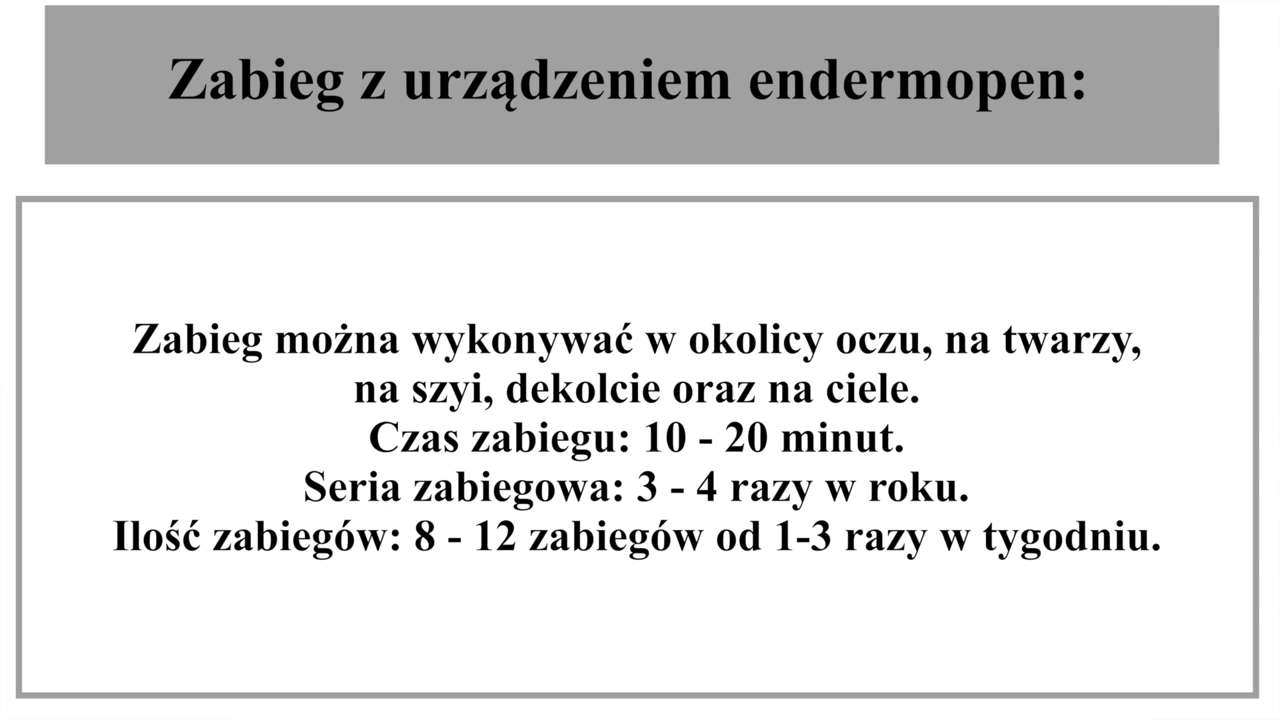 Zabieg z urządzeniem endermopen:
Zabieg można wykonywać w okolicy oczu, na twarzy,
na szyi, dekolcie oraz na ciele.
Czas zabiegu: 10 - 20 minut.
Seria zabiegowa: 3 - 4 razy w roku.
Ilość zabiegów: 8 - 12 zabiegów od 1-3 razy w tygodniu.